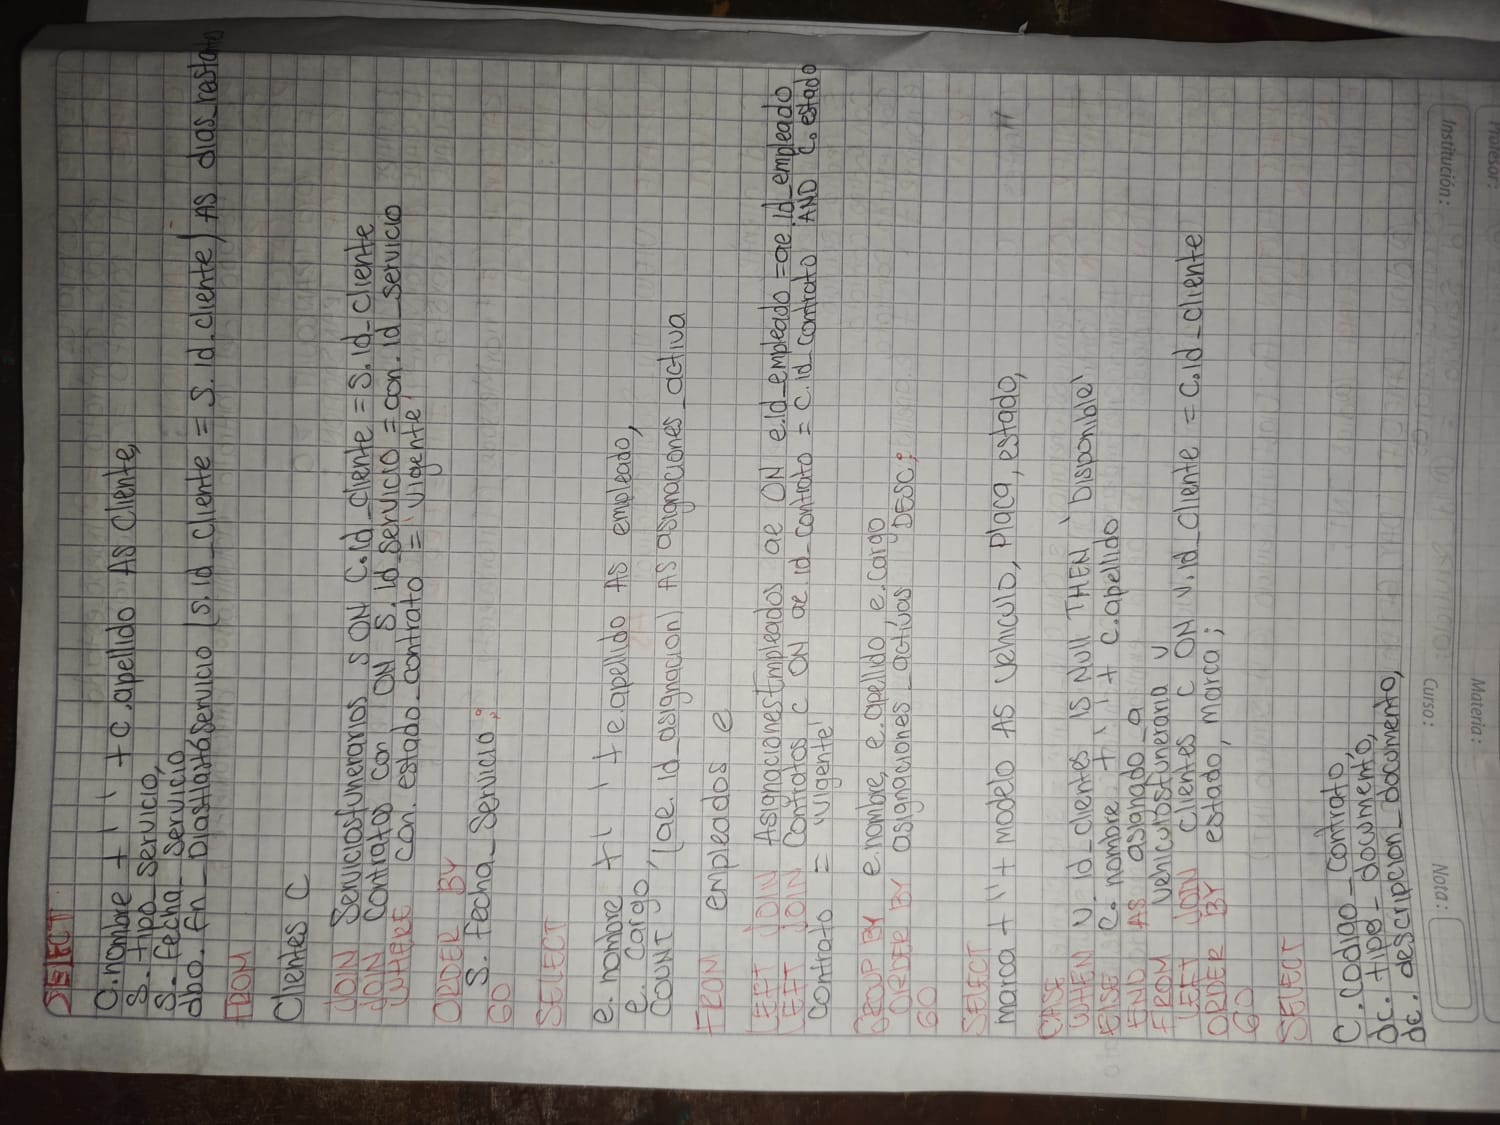 SELECT
C.nombre + ' ' + c.apellido AS Cliente,
S.tipo_servicio,
S.fecha_servicio
dbo.fn_DiasHastaServicio (s.id_cliente = S.id_cliente) AS dias_restantes
FROM
Clientes C
JOIN Serviciosfunerarios s ON C.id_cliente = S.id_cliente
JOIN Contratos con ON S.id_servicio = con.id_servicio
WHERE con.estado_contrato = 'vigente'
ORDER BY
S.fecha_servicio;
GO
SELECT
e.nombre + ' ' + e.apellido AS empleado,
e.cargo,
COUNT (ae.id_asignacion) AS asignaciones_activa
FROM empleados e
LEFT JOIN AsignacionesEmpleados ae ON e.id_empleado = ae.id_empleado
LEFT JOIN Contratos C ON ae.id_contrato = C.id_contrato AND C.estado
contrato = 'vigente'
GROUP BY e.nombre, e.apellido, e.cargo
ORDER BY asignaciones_activas DESC;
GO
SELECT
marca + " + modelo AS vehiculo, placa, estado,
CASE
WHEN v.id_clientes IS NULL THEN 'Disponible'
ElSE C.nombre + ' ' + C.apellido
END AS asignado_a
FROM vehiculosfuneraria v
LEFT JOIN Clientes C ON v.id_cliente = C.id_cliente
ORDER BY estado, marca;
GO
SELECT
C.codigo_contrato,
dc.tipo_documento,
dc.descripcion_documento,
Nota:
Curso:
Institución:
Materia:
Profesor: